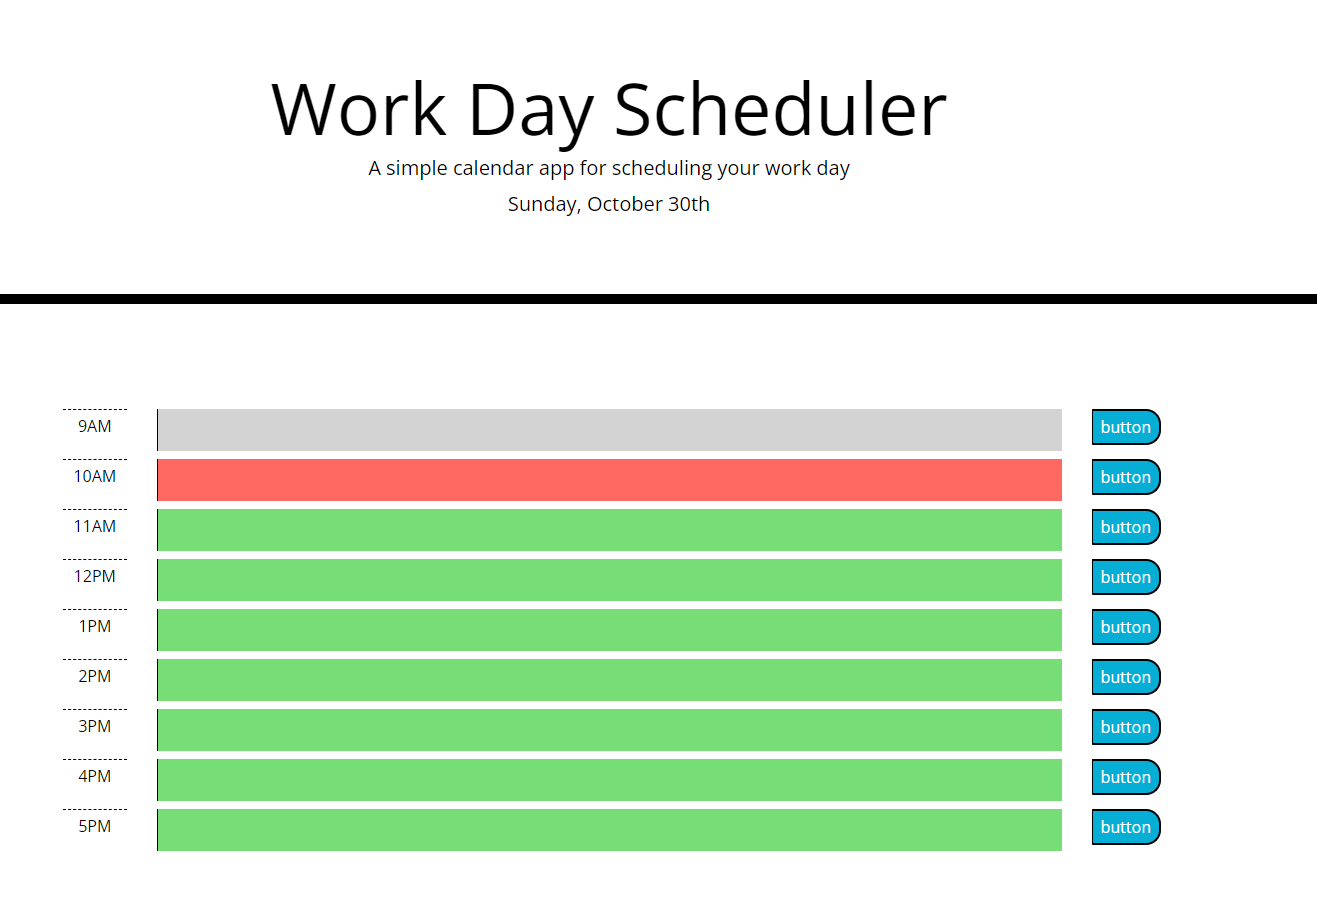 Work Day Scheduler
A simple calendar app for scheduling your work day
Sunday, October 30th
9AM button
10AM button
11AM button
12PM button
1PM button
2PM button
3PM button
4PM button
5PM button